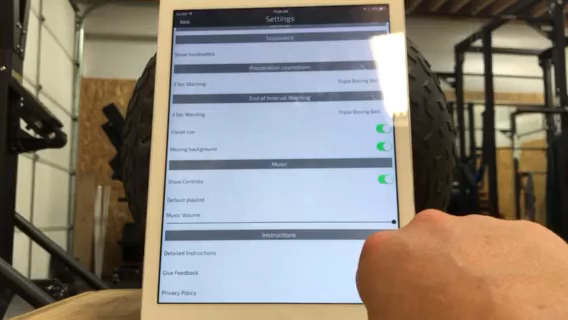 Back
Settings
Stopwatch
Show hundredths
Preparation countdown
3 Sec Warning Triple Boxing Bell
End of Interval Warning
3 Sec Warning Triple Boxing Bell
Visual cue
Moving background
Music
Show Controls
Default playlist
Music Volume
Instructions
Detailed Instructions
Give Feedback
Privacy Policy